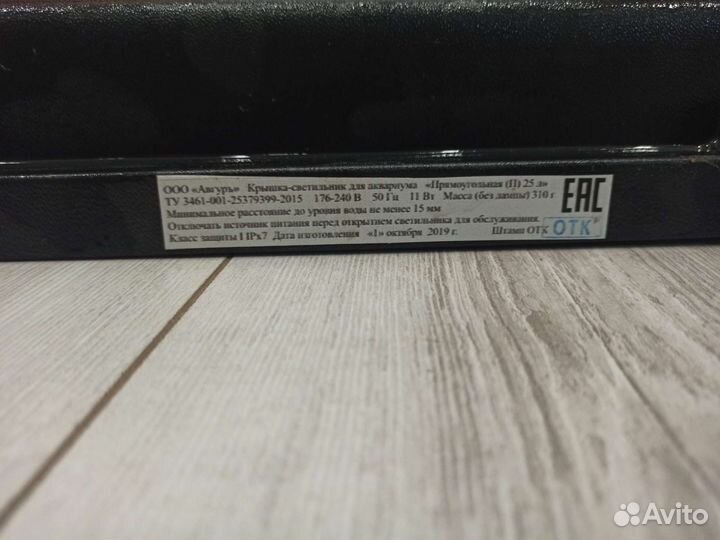 ООО «Авгуръ» Крышка-светильник для аквариума «Прямоугольная (П) 25 л»
ТУ 3461-001-25379399-2015 176-240 В 50 Гц 11 Вт Масса (без лампы) 310 г
Минимальное расстояние до уровня воды не менее 15 мм
Отключать источник питания перед открытием светильника для обслуживания.
Класс защиты I IPx7 Дата изготовления «1» октября 2019 г. Штамп ОТК
ОТК
ЕАС
Avito